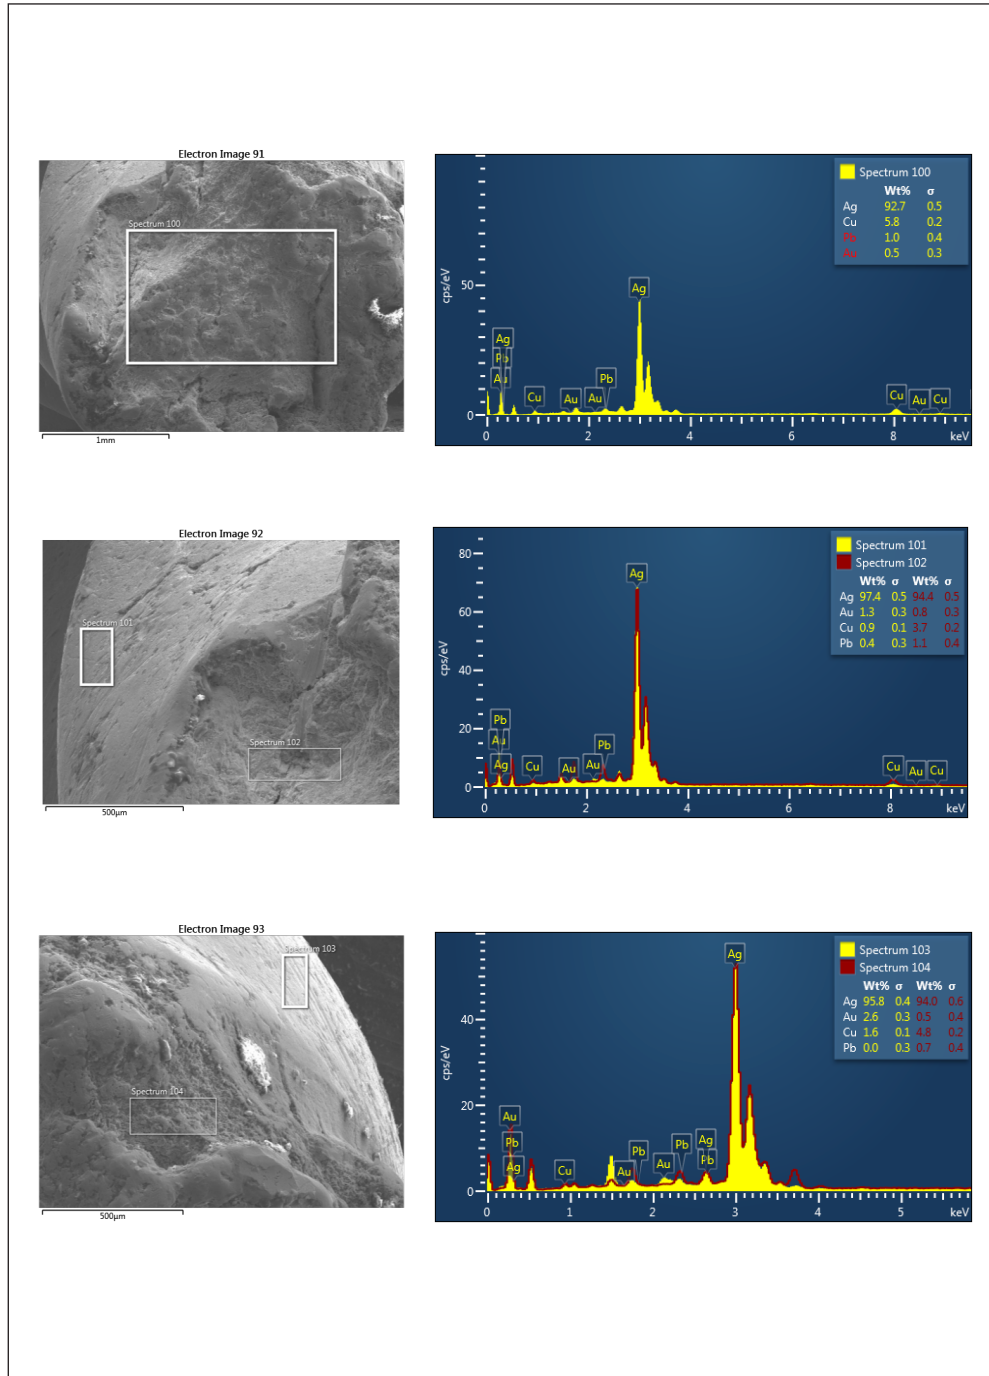 Electron Image 91
Spectrum 100
1mm
Spectrum 100
Wt% σ
Ag 92.7 0.5
Cu 5.8 0.2
Pb 1.0 0.4
Au 0.5 0.3
cps/eV
50
0
Ag
Ag
Pb
Au
Cu
Au
Au
Pb
Cu
Au
Cu
0 2 4 6 8 keV
Electron Image 92
Spectrum 101
Spectrum 102
500µm
Spectrum 101
Spectrum 102
Wt% σ Wt% σ
Ag 97.4 0.5 94.4 0.5
Au 1.3 0.3 0.8 0.3
Cu 0.9 0.1 3.7 0.2
Pb 0.4 0.3 1.1 0.4
cps/eV
80
60
40
20
0
Ag
Pb
Au
Ag
Cu
Au
Au
Pb
Cu
Au
Cu
0 2 4 6 8 keV
Electron Image 93
Spectrum 103
Spectrum 104
500µm
Spectrum 103
Spectrum 104
Wt% σ Wt% σ
Ag 95.8 0.4 94.0 0.6
Au 2.6 0.3 0.5 0.4
Cu 1.6 0.1 4.8 0.2
Pb 0.0 0.3 0.7 0.4
cps/eV
40
20
0
Ag
Au
Pb
Ag
Cu
Au
Pb
Au
Pb
Ag
Pb
0 1 2 3 4 5 keV